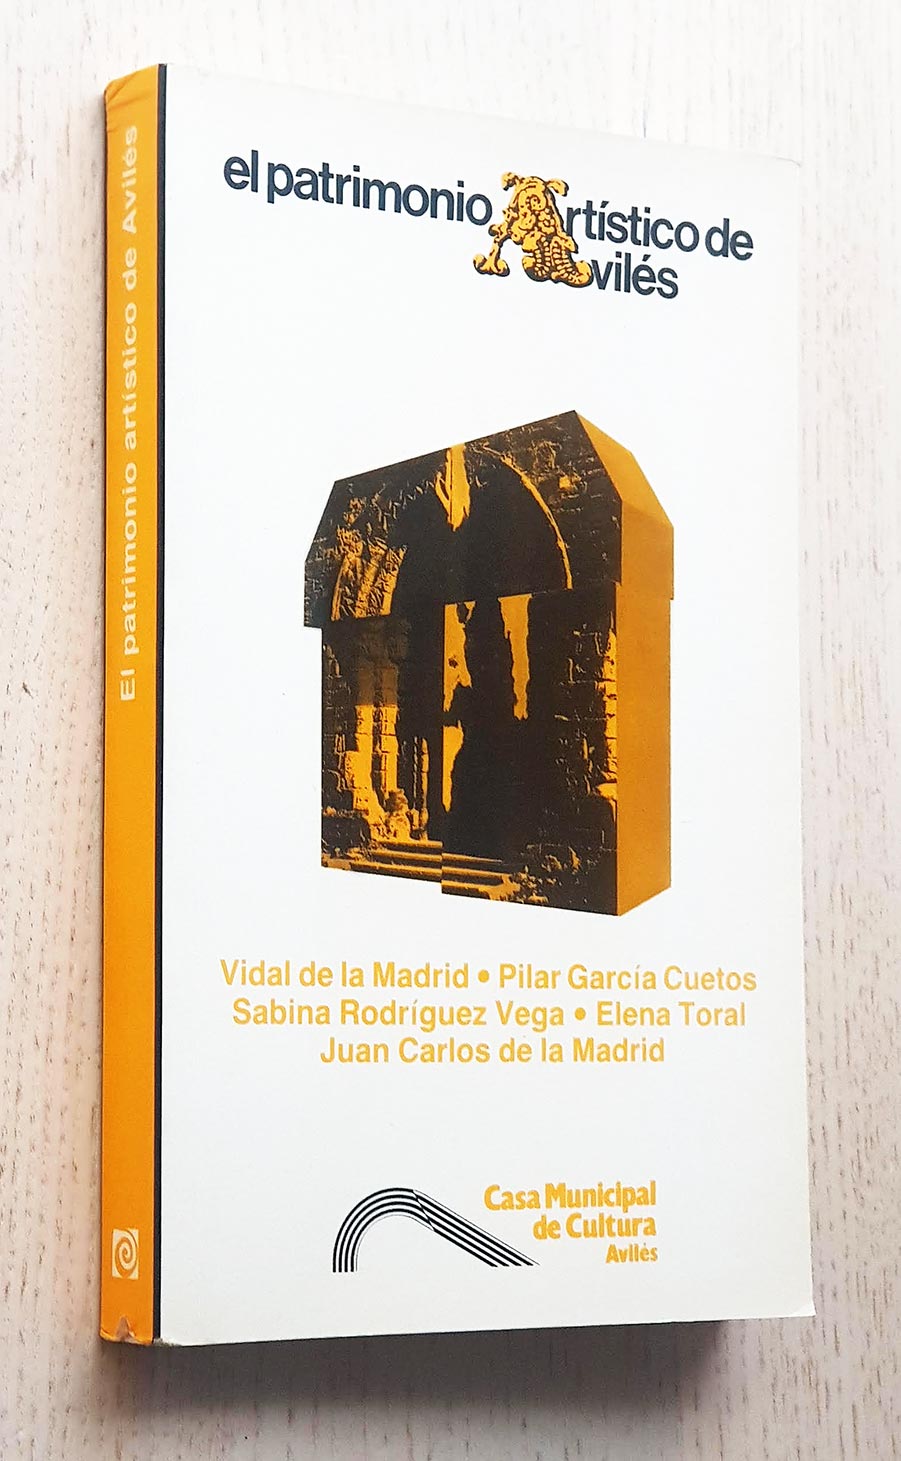 el patrimonio Artístico de
Avilés
Vidal de la Madrid • Pilar García Cuetos
Sabina Rodríguez Vega • Elena Toral
Juan Carlos de la Madrid
Casa Municipal
de Cultura
Avilés
El patrimonio artístico de Avilés